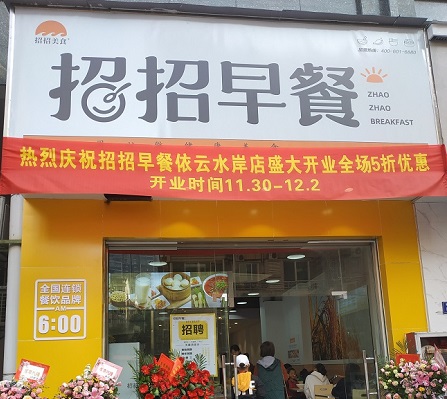 招招美食
招招早餐
ZHAO
ZHAO
BREAKFAST
热烈庆祝招招早餐依云水岸店盛大开业全场5折优惠
开业时间11.30-12.2
全国连锁
餐饮品牌
AM
6:00
招聘